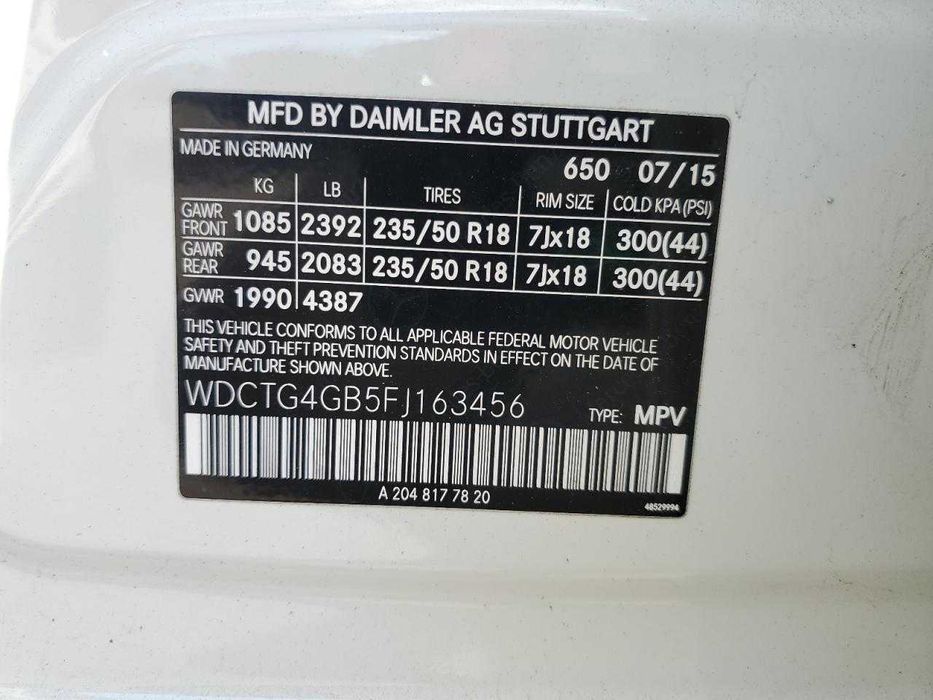 MFD BY DAIMLER AG STUTTGART
MADE IN GERMANY 650 07/15
KG LB TIRES RIM SIZE COLD KPA (PSI)
GAWR FRONT 1085 2392 235/50 R18 7Jx18 300(44)
GAWR REAR 945 2083 235/50 R18 7Jx18 300(44)
GVWR 1990 4387
THIS VEHICLE CONFORMS TO ALL APPLICABLE FEDERAL MOTOR VEHICLE
SAFETY AND THEFT PREVENTION STANDARDS IN EFFECT ON THE DATE OF
MANUFACTURE SHOWN ABOVE.
WDCTG4GB5FJ163456 TYPE: MPV
A 204 817 78 20
48529994